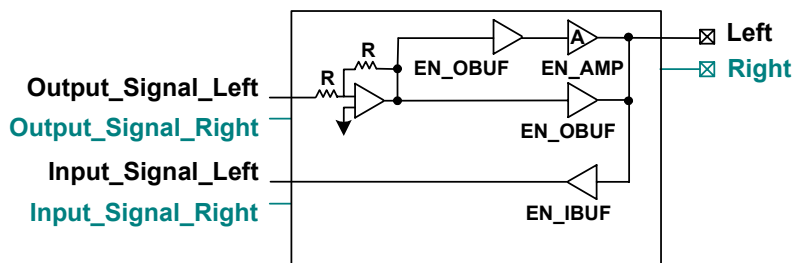 R
R
A
EN_OBUF
EN_AMP
Left
Right
Output_Signal_Left
Output_Signal_Right
EN_OBUF
Input_Signal_Left
Input_Signal_Right
EN_IBUF